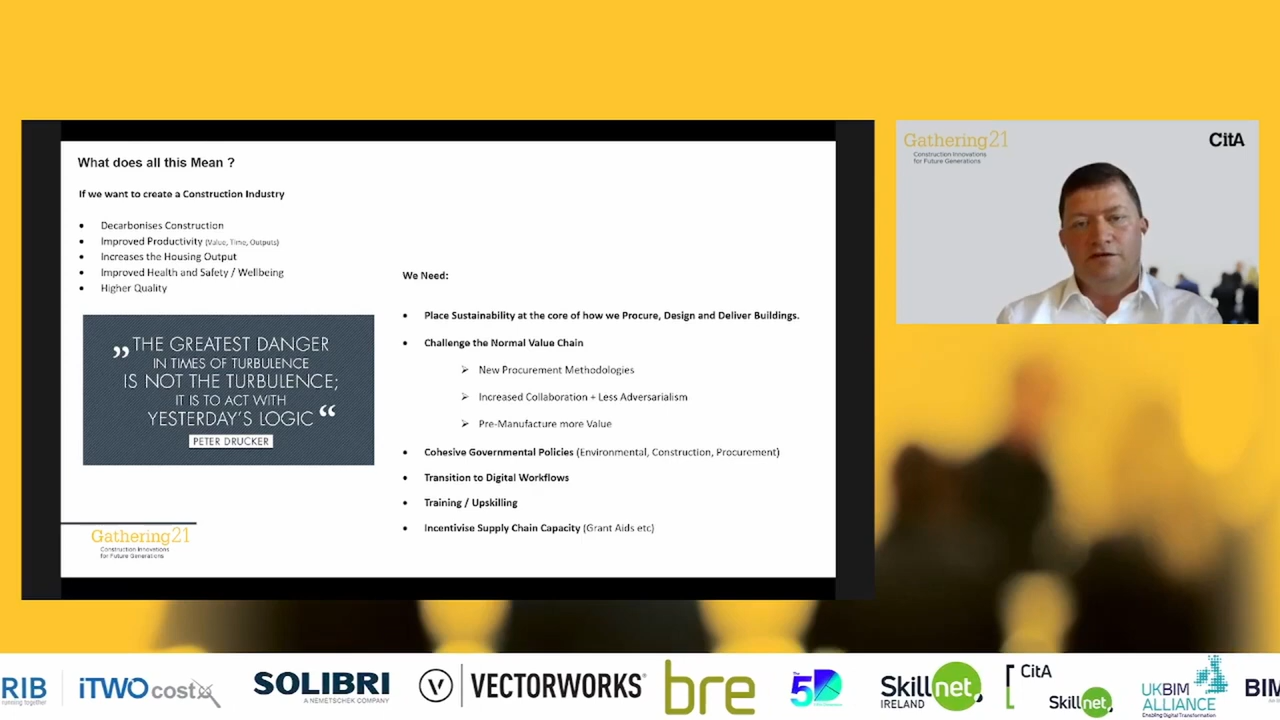 What does all this Mean ?
If we want to create a Construction Industry
• Decarbonises Construction
• Improved Productivity (Value, Time, Outputs)
• Increases the Housing Output
• Improved Health and Safety / Wellbeing
• Higher Quality
„THE GREATEST DANGER
IN TIMES OF TURBULENCE
IS NOT THE TURBULENCE;
IT IS TO ACT WITH
YESTERDAY'S LOGIC“
PETER DRUCKER
Gathering21
Construction Innovations
for Future Generations
We Need:
• Place Sustainability at the core of how we Procure, Design and Deliver Buildings.
• Challenge the Normal Value Chain
➢ New Procurement Methodologies
➢ Increased Collaboration + Less Adversarialism
➢ Pre-Manufacture more Value
• Cohesive Governmental Policies (Environmental, Construction, Procurement)
• Transition to Digital Workflows
• Training / Upskilling
• Incentivise Supply Chain Capacity (Grant Aids etc)
Gathering21
Construction Innovations
for Future Generations
CitA
RIB
running together
iTWO costX
SOLIBRI
A NEMETSCHEK COMPANY
V
VECTORWORKS®
bre
5D
Skillnet
IRELAND
CitA
Skillnet
UKBIM
ALLIANCE
Enabling Digital Transformation
BIM